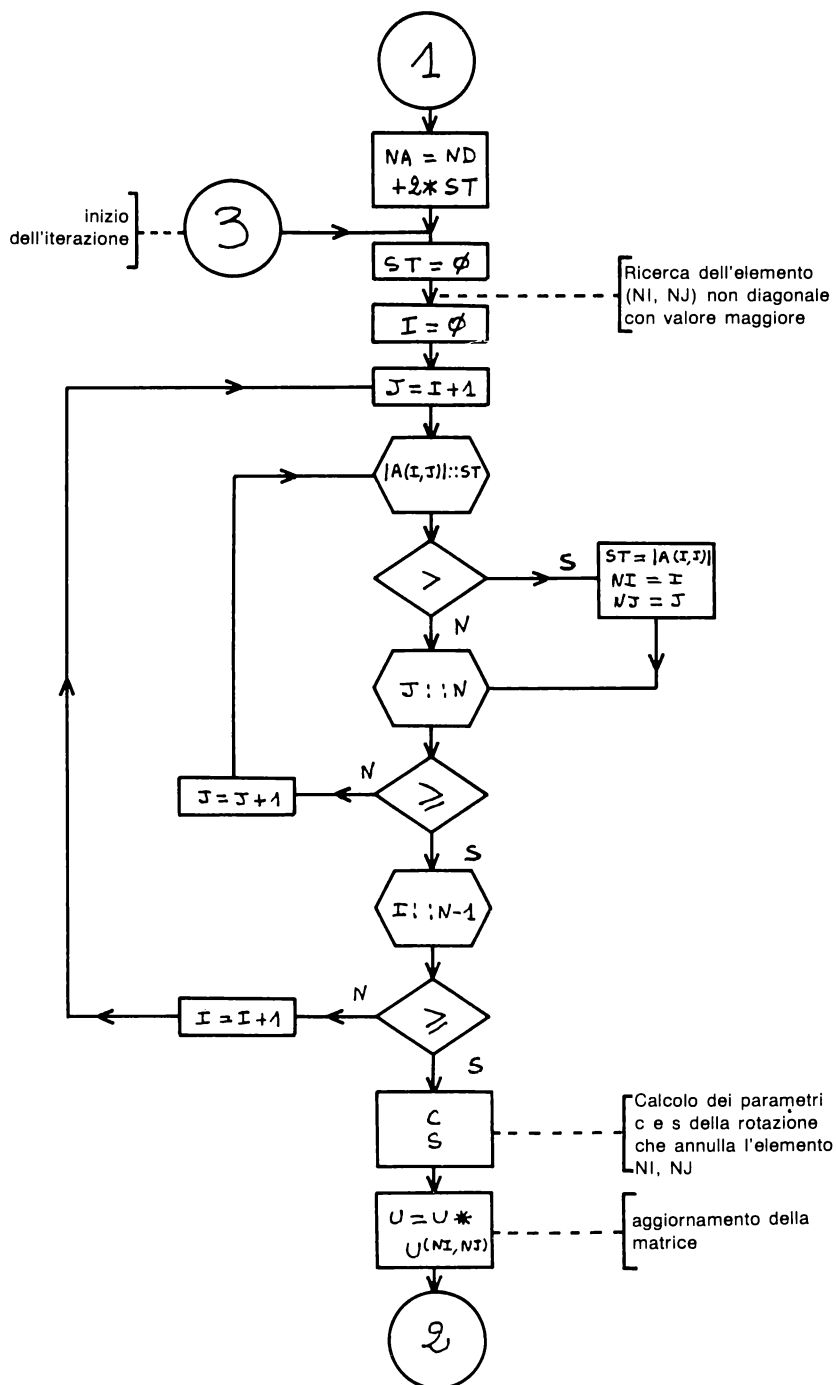 1
NA = ND
+2* ST
inizio
dell'iterazione
3
ST = Ø
Ricerca dell'elemento
(NI, NJ) non diagonale
con valore maggiore
I = Ø
J = I+1
|A(I,J)|::ST
>
S
ST = |A(I,J)|
NI = I
NJ = J
N
J::N
N
≥
J = J+1
S
I::N-1
N
≥
I = I+1
S
C
S
Calcolo dei parametri
c e s della rotazione
che annulla l'elemento
NI, NJ
U = U *
U(NI,NJ)
aggiornamento della
matrice
2